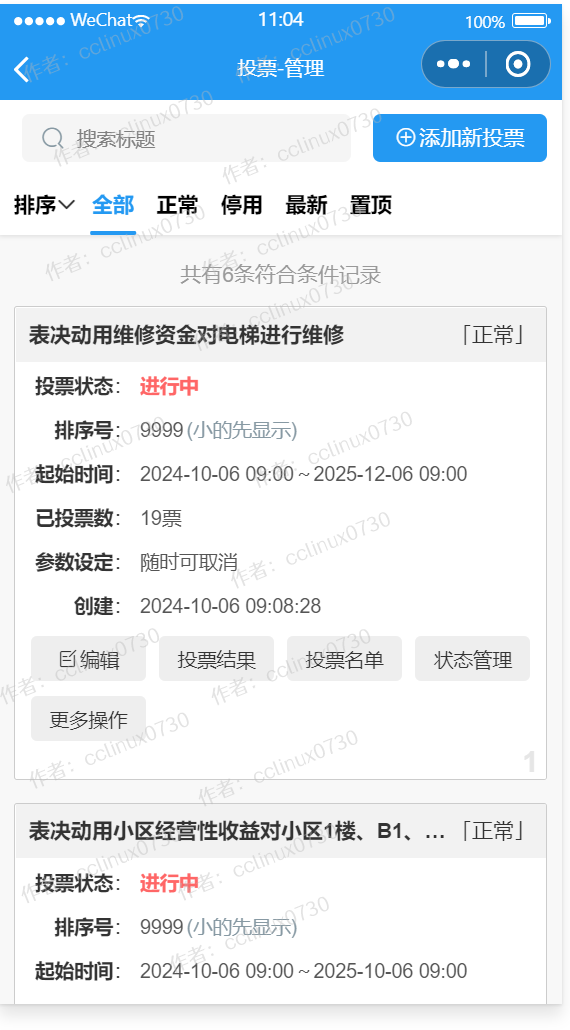 WeChat 11:04 100%
投票-管理
搜索标题 添加新投票
排序 全部 正常 停用 最新 置顶
共有6条符合条件记录
表决动用维修资金对电梯进行维修 「正常」
投票状态： 进行中
排序号： 9999 (小的先显示)
起始时间： 2024-10-06 09:00 ~ 2025-12-06 09:00
已投票数： 19票
参数设定： 随时可取消
创建： 2024-10-06 09:08:28
编辑 投票结果 投票名单 状态管理
更多操作
1
表决动用小区经营性收益对小区1楼、B1、... 「正常」
投票状态： 进行中
排序号： 9999 (小的先显示)
起始时间： 2024-10-06 09:00 ~ 2025-10-06 09:00
作者：cclinux0730